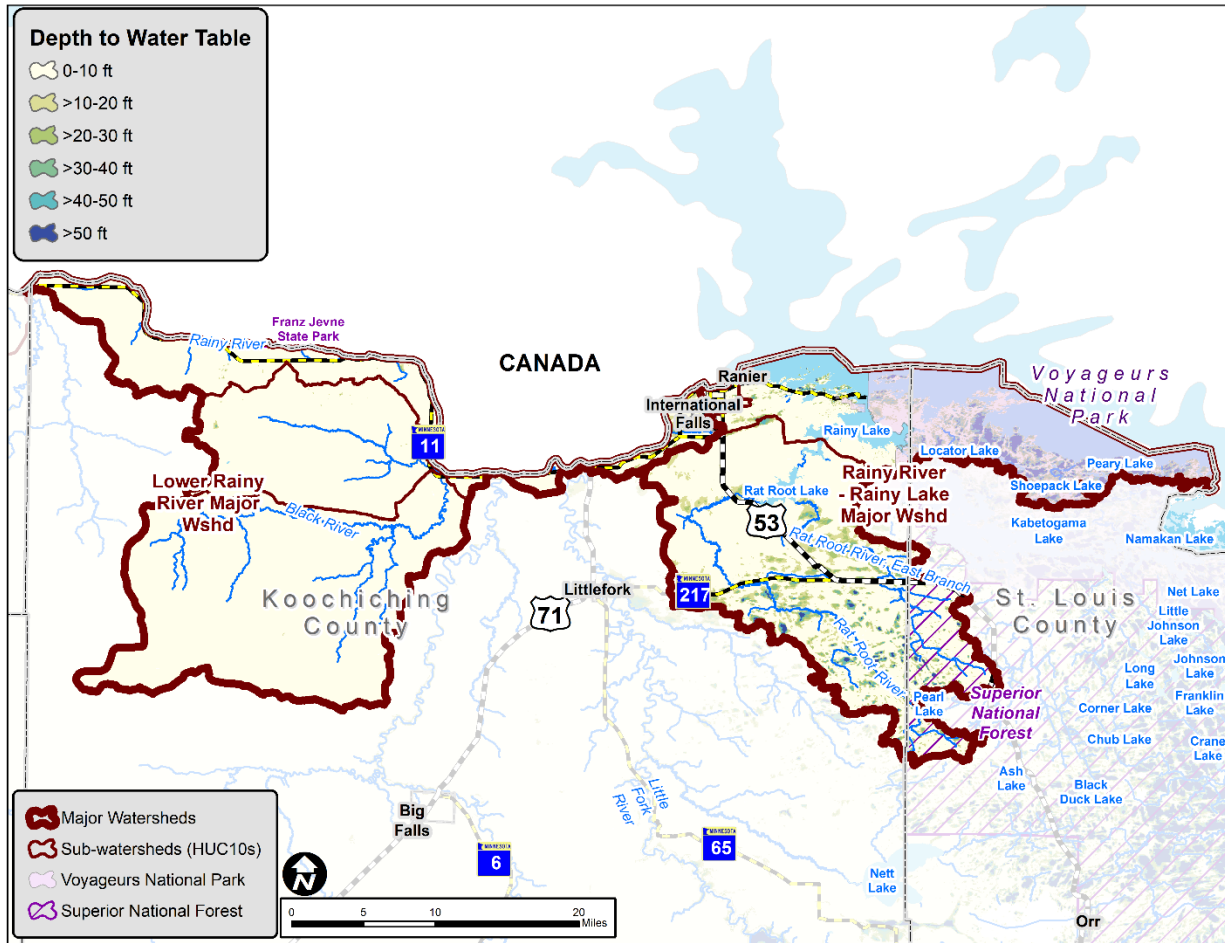 Depth to Water Table
0-10 ft
>10-20 ft
>20-30 ft
>30-40 ft
>40-50 ft
>50 ft
CANADA
Franz Jevne
State Park
Rainy River
MINNESOTA
11
Lower Rainy
River Major
Wshd
Black River
Koochiching
County
Ranier
International
Falls
Voyageurs
National
Park
Rainy Lake
Locator Lake
Peary Lake
Shoepack Lake
Rainy River
- Rainy Lake
Major Wshd
Kabetogama
Lake
Namakan Lake
Rat Root Lake
53
Rat Root River, East Branch
Littlefork
MINNESOTA
217
71
St. Louis
County
Net Lake
Little
Johnson
Lake
Johnson
Lake
Long
Lake
Franklin
Lake
Rat Root River
Pearl
Lake
Superior
National
Forest
Corner Lake
Chub Lake
Crane
Lake
Ash
Lake
Black
Duck Lake
Little
Fork
River
Big
Falls
MINNESOTA
6
MINNESOTA
65
Nett
Lake
Orr
Major Watersheds
Sub-watersheds (HUC10s)
Voyageurs National Park
Superior National Forest
N
0 5 10 20
Miles